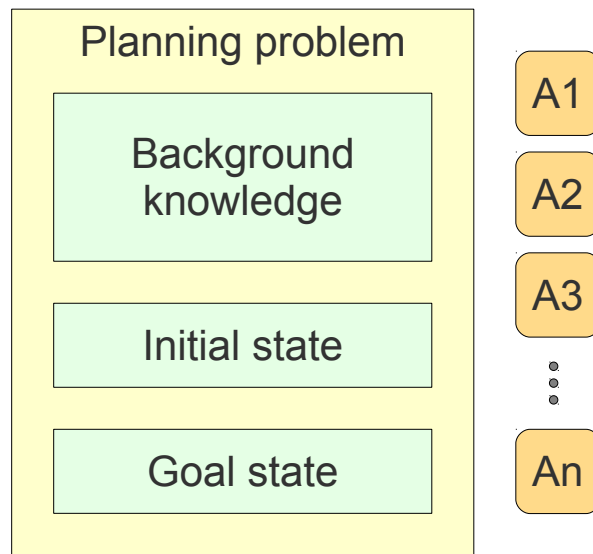 Planning problem
Background
knowledge
Initial state
Goal state
A1
A2
A3
An